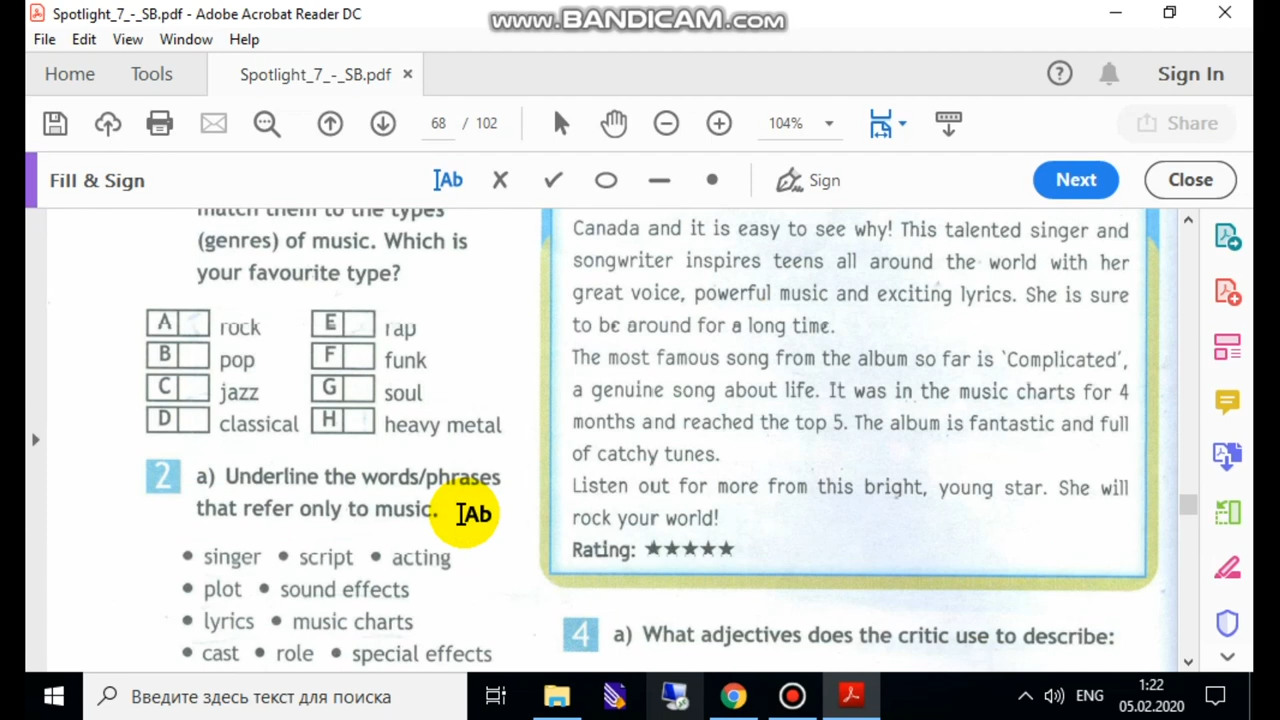 Spotlight_7_-_SB.pdf - Adobe Acrobat Reader DC
www.BANDICAM.com
File Edit View Window Help
Home Tools Spotlight_7_-_SB.pdf × Sign In
68 / 102 104% Share
Fill & Sign Ab Sign Next Close
match them to the types
(genres) of music. Which is
your favourite type?
A rock E rap
B pop F funk
C jazz G soul
D classical H heavy metal
2 a) Underline the words/phrases
that refer only to music.
Ab
• singer • script • acting
• plot • sound effects
• lyrics • music charts
• cast • role • special effects
Canada and it is easy to see why! This talented singer and
songwriter inspires teens all around the world with her
great voice, powerful music and exciting lyrics. She is sure
to be around for a long time.
The most famous song from the album so far is 'Complicated',
a genuine song about life. It was in the music charts for 4
months and reached the top 5. The album is fantastic and full
of catchy tunes.
Listen out for more from this bright, young star. She will
rock your world!
Rating: ★★★★★
4 a) What adjectives does the critic use to describe:
Введите здесь текст для поиска
ENG
1:22
05.02.2020